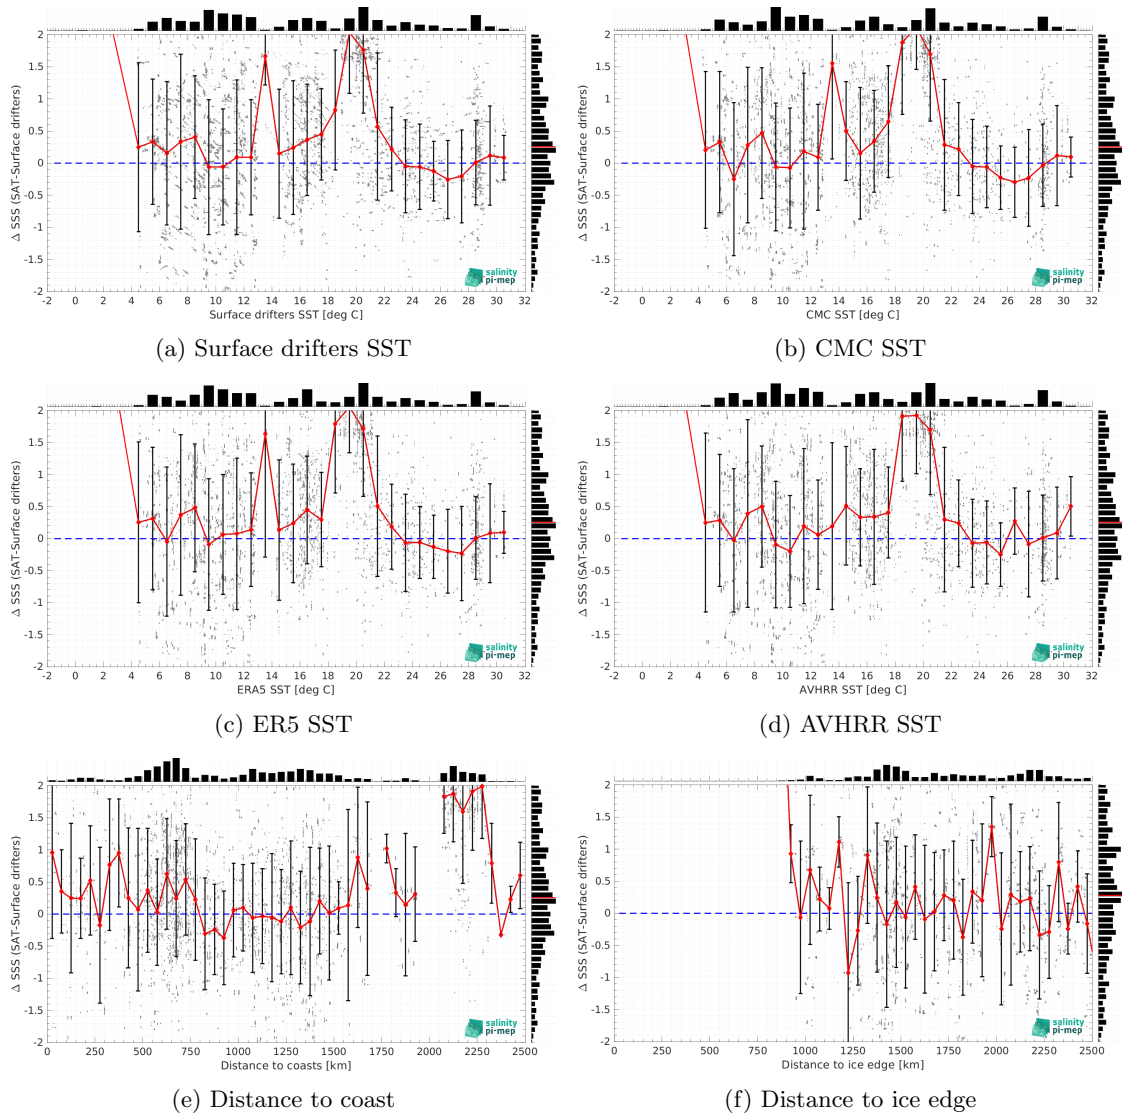 2
1.5
1
0.5
0
-0.5
-1
-1.5
-2
Δ SSS (SAT-Surface drifters)
-2 0 2 4 6 8 10 12 14 16 18 20 22 24 26 28 30 32
Surface drifters SST [deg C]
salinity
pi-mep
(a) Surface drifters SST
2
1.5
1
0.5
0
-0.5
-1
-1.5
-2
Δ SSS (SAT-Surface drifters)
-2 0 2 4 6 8 10 12 14 16 18 20 22 24 26 28 30 32
CMC SST [deg C]
salinity
pi-mep
(b) CMC SST
2
1.5
1
0.5
0
-0.5
-1
-1.5
-2
Δ SSS (SAT-Surface drifters)
-2 0 2 4 6 8 10 12 14 16 18 20 22 24 26 28 30 32
ERA5 SST [deg C]
salinity
pi-mep
(c) ER5 SST
2
1.5
1
0.5
0
-0.5
-1
-1.5
-2
Δ SSS (SAT-Surface drifters)
-2 0 2 4 6 8 10 12 14 16 18 20 22 24 26 28 30 32
AVHRR SST [deg C]
salinity
pi-mep
(d) AVHRR SST
2
1.5
1
0.5
0
-0.5
-1
-1.5
-2
Δ SSS (SAT-Surface drifters)
0 250 500 750 1000 1250 1500 1750 2000 2250 2500
Distance to coasts [km]
salinity
pi-mep
(e) Distance to coast
2
1.5
1
0.5
0
-0.5
-1
-1.5
-2
Δ SSS (SAT-Surface drifters)
0 250 500 750 1000 1250 1500 1750 2000 2250 2500
Distance to ice edge [km]
salinity
pi-mep
(f) Distance to ice edge